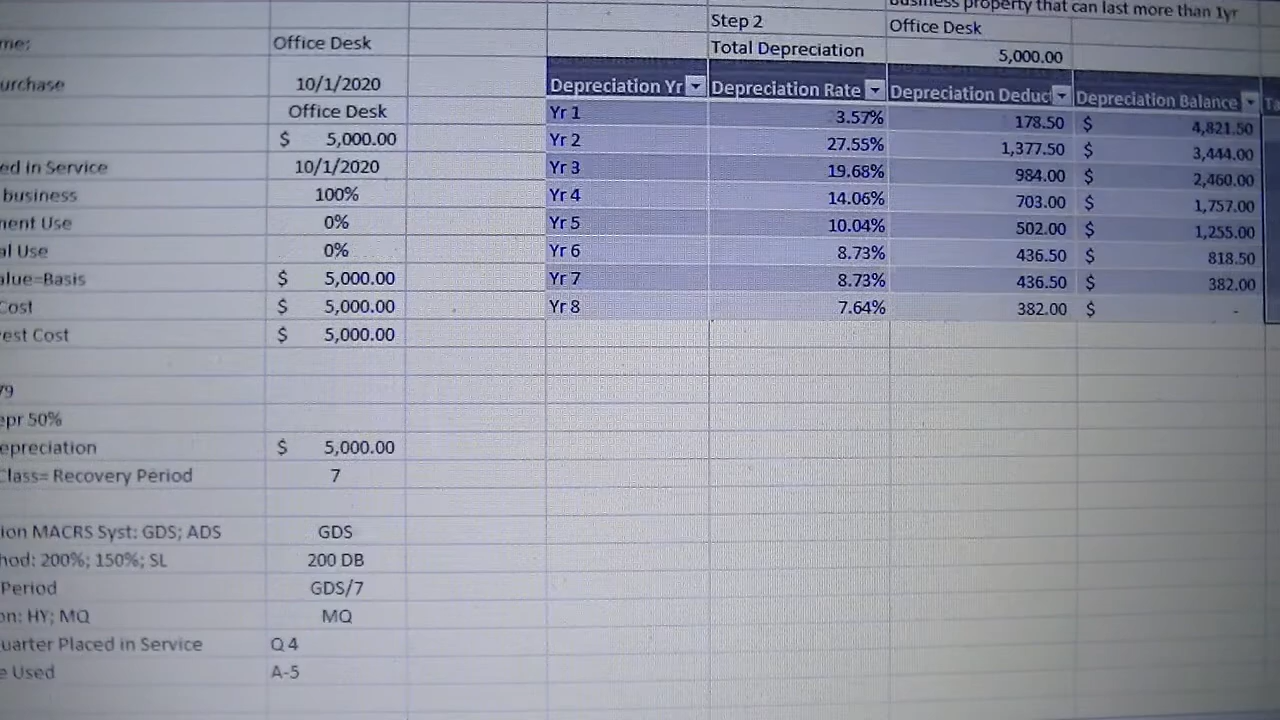 Business property that can last more than 1yr
Step 2 Office Desk
me: Office Desk Total Depreciation 5,000.00
urchase 10/1/2020 Depreciation Yr Depreciation Rate Depreciation Deduct Depreciation Balance
Office Desk Yr 1 3.57% 178.50 $ 4,821.50
$ 5,000.00 Yr 2 27.55% 1,377.50 $ 3,444.00
ed in Service 10/1/2020 Yr 3 19.68% 984.00 $ 2,460.00
business 100% Yr 4 14.06% 703.00 $ 1,757.00
nent Use 0% Yr 5 10.04% 502.00 $ 1,255.00
al Use 0% Yr 6 8.73% 436.50 $ 818.50
alue=Basis $ 5,000.00 Yr 7 8.73% 436.50 $ 382.00
Cost $ 5,000.00 Yr 8 7.64% 382.00 $ -
est Cost $ 5,000.00
79
epr 50%
epreciation $ 5,000.00
Class= Recovery Period 7
ion MACRS Syst: GDS; ADS GDS
hod: 200%; 150%; SL 200 DB
Period GDS/7
on: HY; MQ MQ
uarter Placed in Service Q 4
e Used A-5